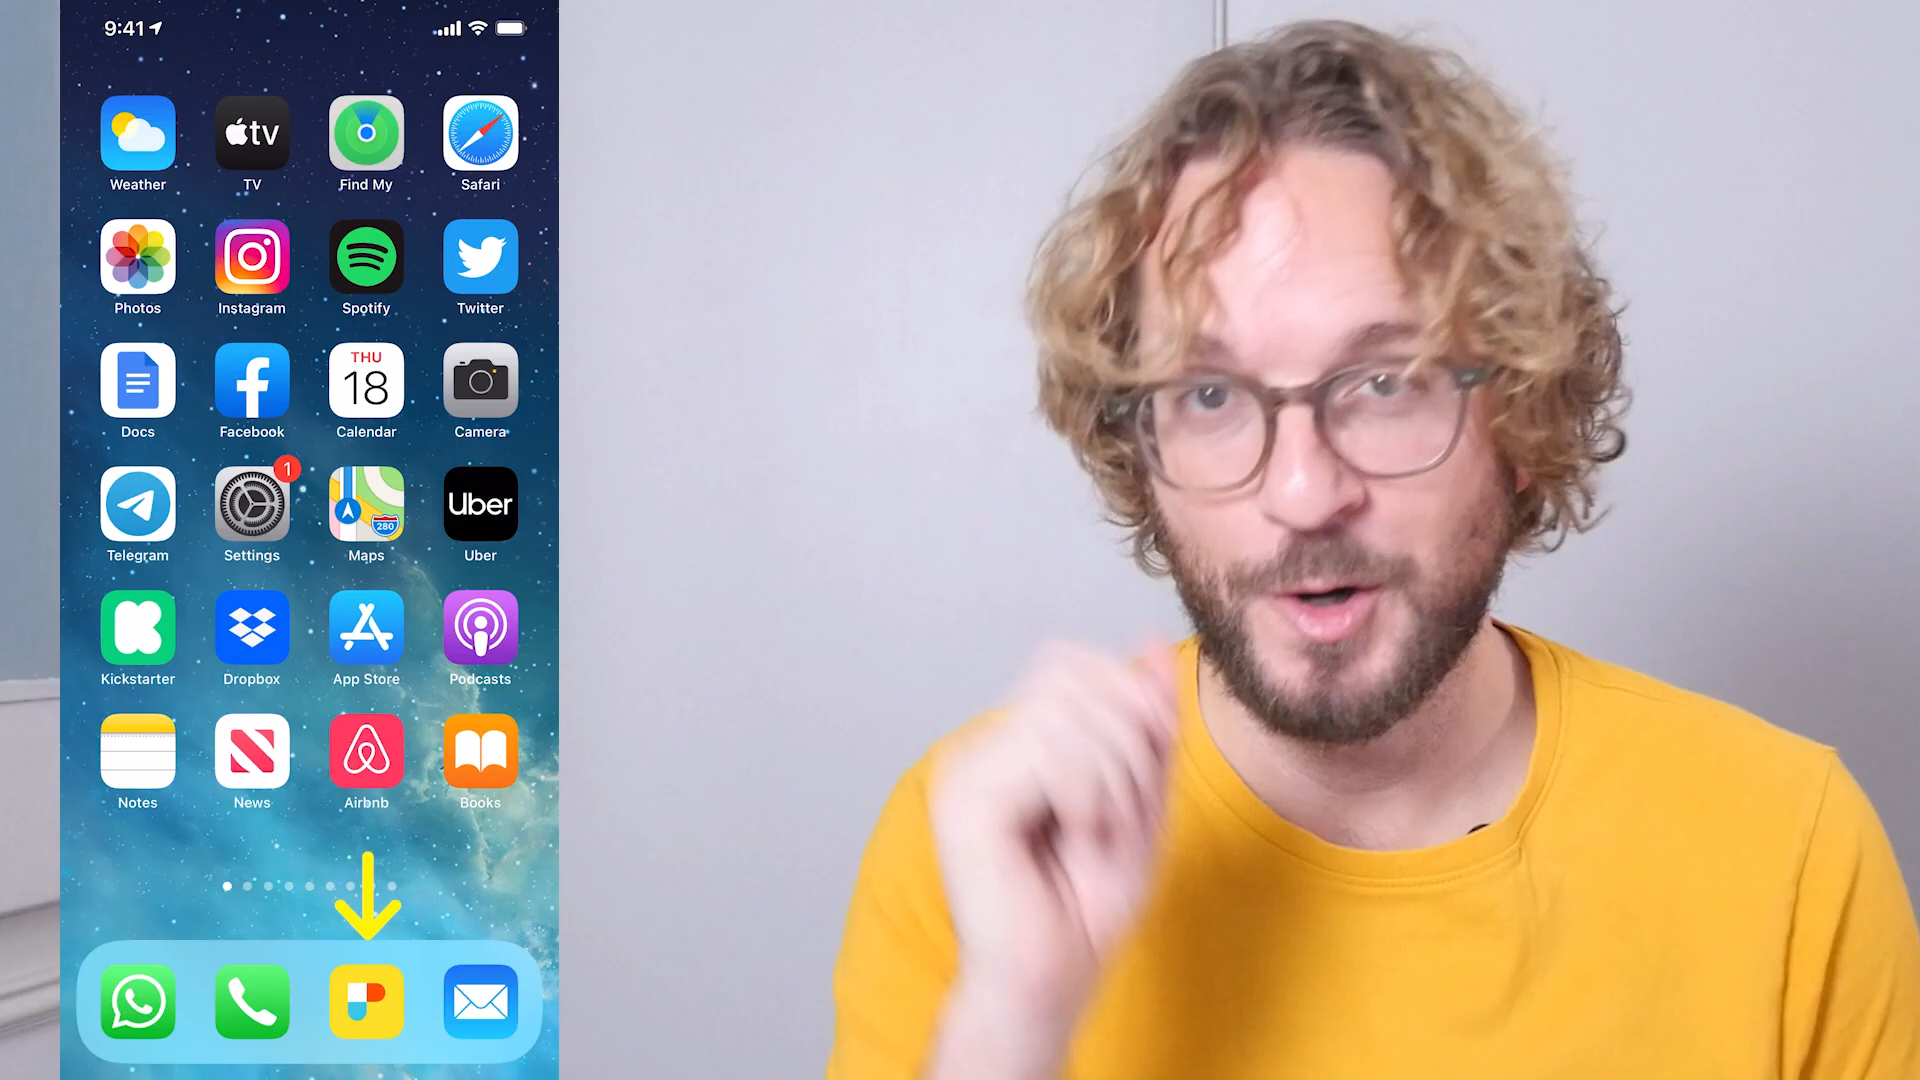 9:41
tv
Weather TV Find My Safari
Photos Instagram Spotify Twitter
THU
18
Docs Facebook Calendar Camera
1
280
Uber
Telegram Settings Maps Uber
Kickstarter Dropbox App Store Podcasts
Notes News Airbnb Books